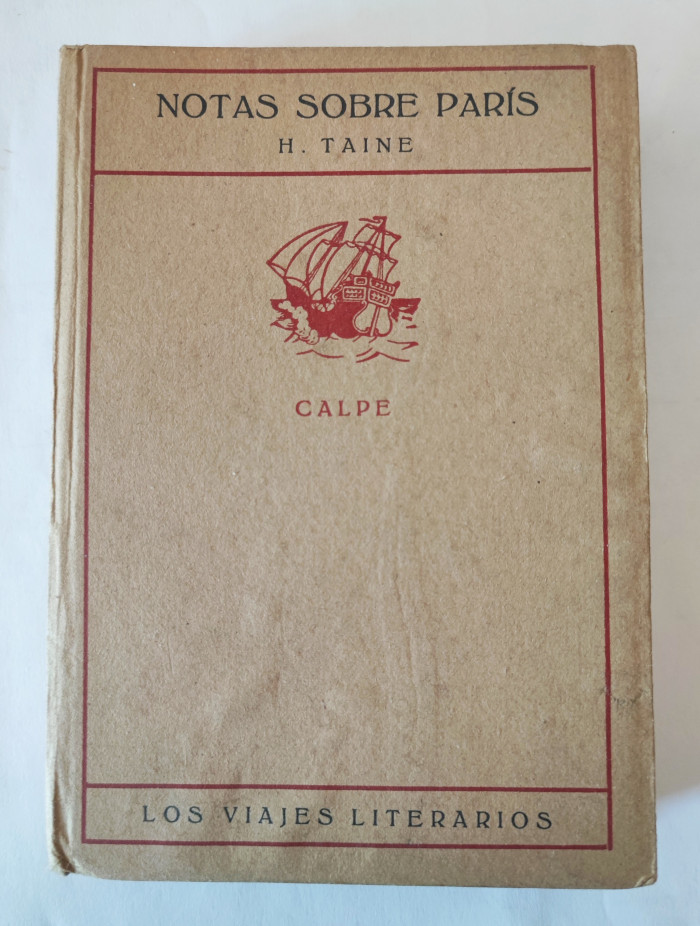 NOTAS SOBRE PARÍS
H. TAINE
CALPE
LOS VIAJES LITERARIOS